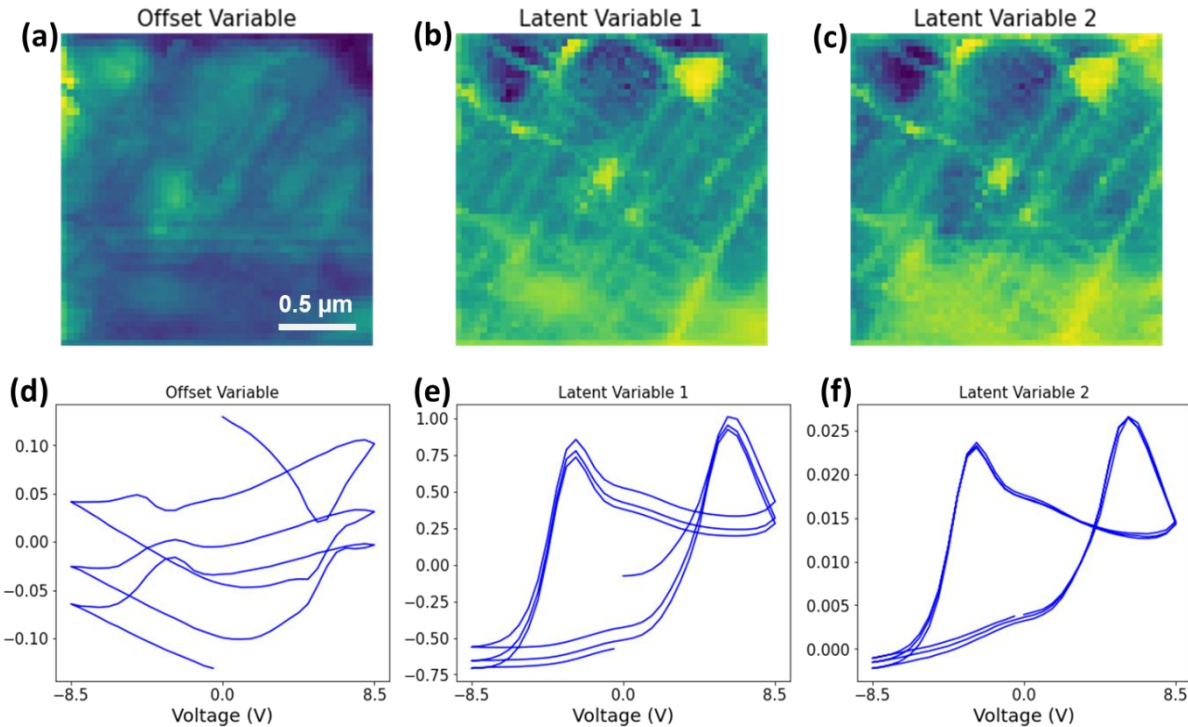 Offset Variable
Latent Variable 1
Latent Variable 2
(a)
(b)
(c)
0.5 µm
(d)
(e)
(f)
Offset Variable
Latent Variable 1
Latent Variable 2
0.10
0.05
0.00
−0.05
−0.10
−8.5
0.0
8.5
Voltage (V)
1.00
0.75
0.50
0.25
0.00
−0.25
−0.50
−0.75
−8.5
0.0
8.5
Voltage (V)
0.025
0.020
0.015
0.010
0.005
0.000
−8.5
0.0
8.5
Voltage (V)